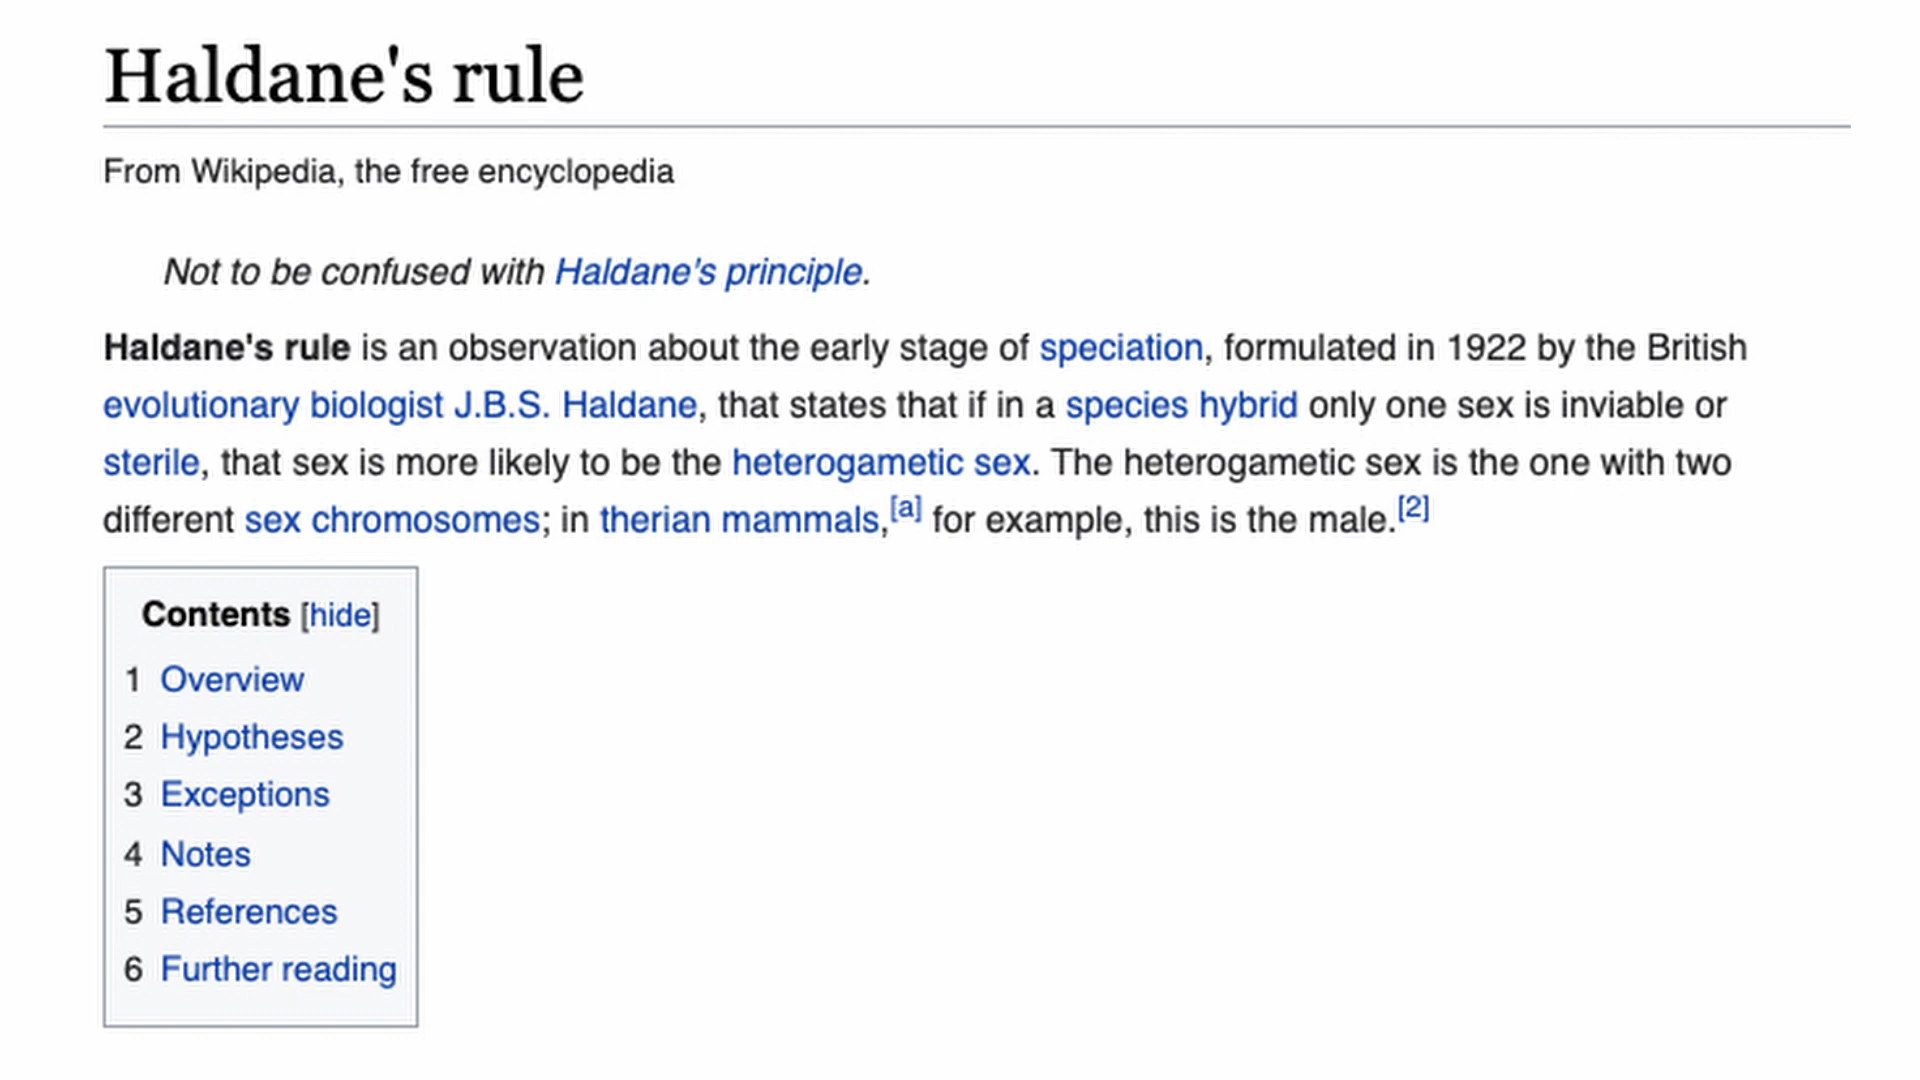 Haldane's rule
From Wikipedia, the free encyclopedia
Not to be confused with Haldane's principle.
Haldane's rule is an observation about the early stage of speciation, formulated in 1922 by the British
evolutionary biologist J.B.S. Haldane, that states that if in a species hybrid only one sex is inviable or
sterile, that sex is more likely to be the heterogametic sex. The heterogametic sex is the one with two
different sex chromosomes; in therian mammals,[a] for example, this is the male.[2]
Contents [hide]
1 Overview
2 Hypotheses
3 Exceptions
4 Notes
5 References
6 Further reading